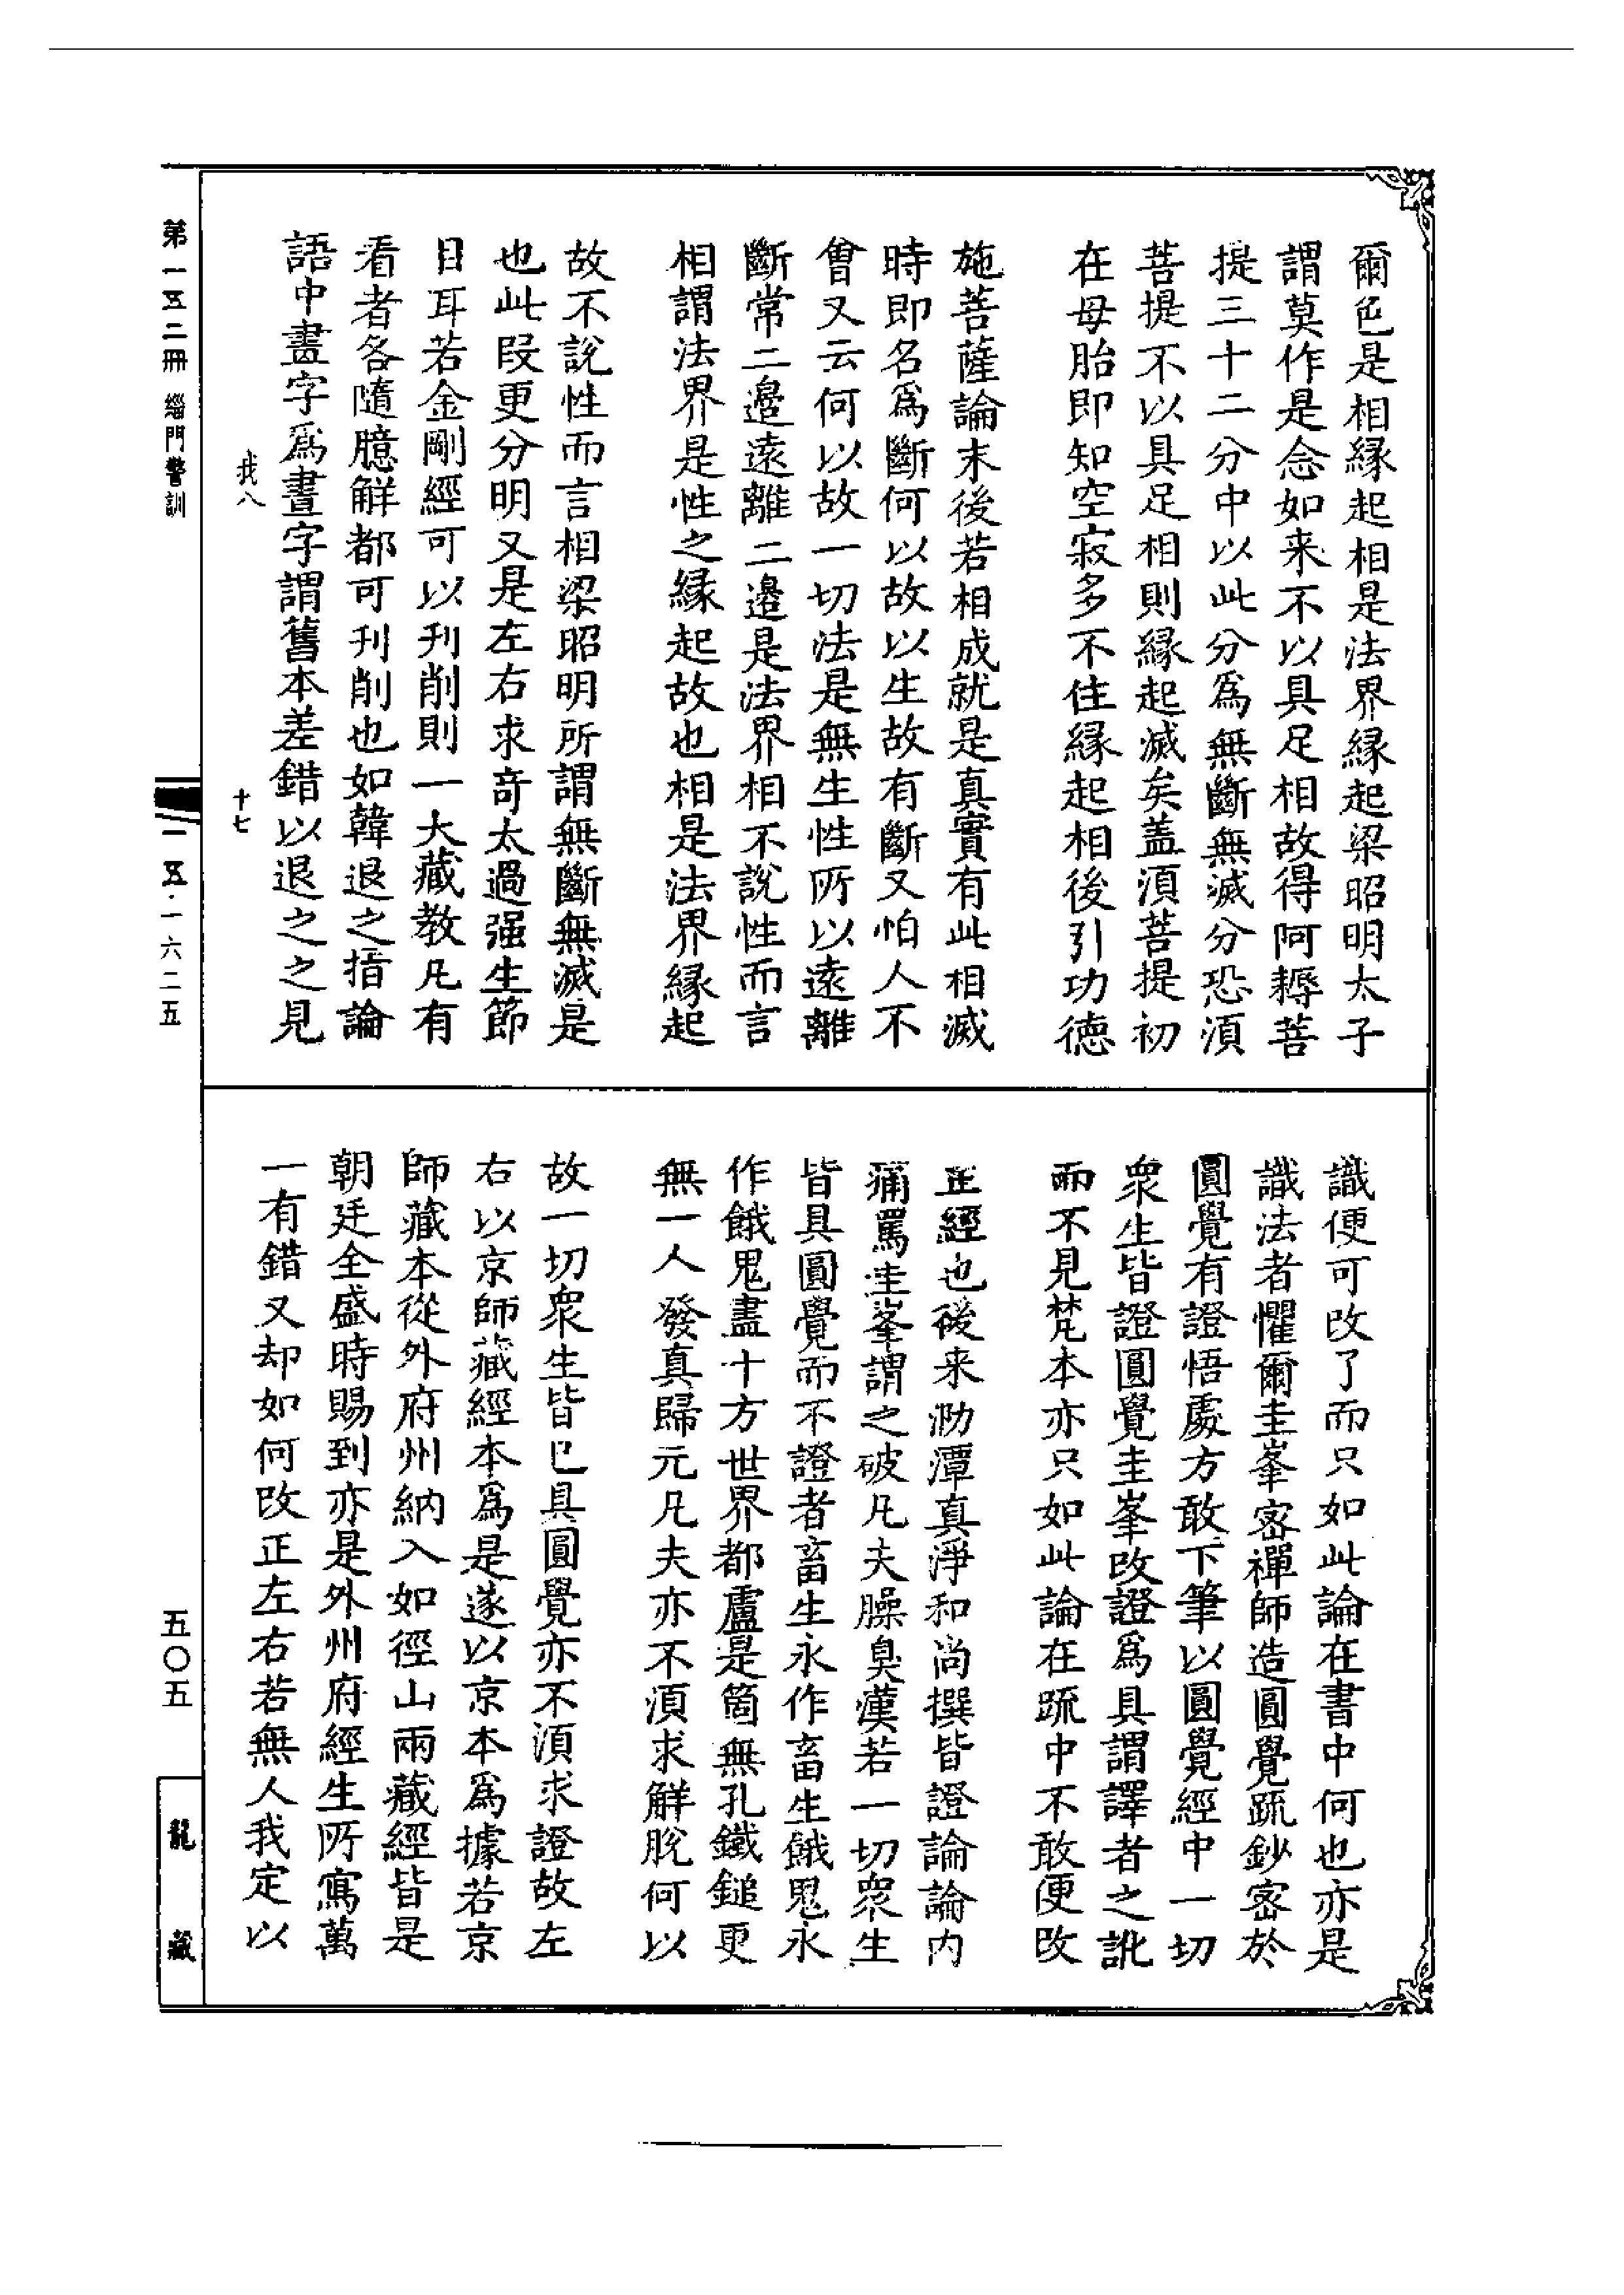 爾色是相緣起相是法界緣起梁昭明太子
謂莫作是念如来不以具足相故得阿耨菩
提三十二分中以此分為無斷無滅分恐湏
菩提不以具足相則緣起滅矣盖湏菩提初
在母胎即知空寂多不住緣起相後引功德
施菩薩論末後若相成就是真實有此相滅
時即名為斷何以故以生故有斷又怕人不
會又云何以故一切法是無生性所以遠離
斷常二邊遠離二邊是法界相不說性而言
相謂法界是性之緣起故也相是法界緣起
故不說性而言相梁昭明所謂無斷無滅是
也此段更分明又是左右求奇太過强生節
目耳若金剛經可以刋削則一大藏教凡有
看者各隨臆解都可刋削也如韓退之指論
語中畫字為晝字謂舊本差錯以退之之見
識便可改了而只如此論在書中何也亦是
識法者懼爾圭峯密禪師造圓覺疏鈔密於
圓覺有證悟處方敢下筆以圓覺經中一切
衆生皆證圓覺圭峯改證為具謂譯者之訛
而不見梵本亦只如此論在疏中不敢便改
正經也後来泐潭真淨和尚撰皆證論論内
痛罵圭峯謂之破凡夫臊臭漢若一切衆生
皆具圓覺而不證者畜生永作畜生餓鬼永
作餓鬼盡十方世界都盧是箇無孔鐵鎚更
無一人發真歸元凡夫亦不湏求解脫何以
故一切衆生皆已具圓覺亦不湏求證故左
右以京師藏經本為是遂以京本為據若京
師藏本從外府州納入如徑山兩藏經皆是
朝廷全盛時賜到亦是外州府經生所寫萬
一有錯又却如何改正左右若無人我定以
我八
十七
第一五二冊 緇門警訓
一五·一六二五
五〇五
龍藏